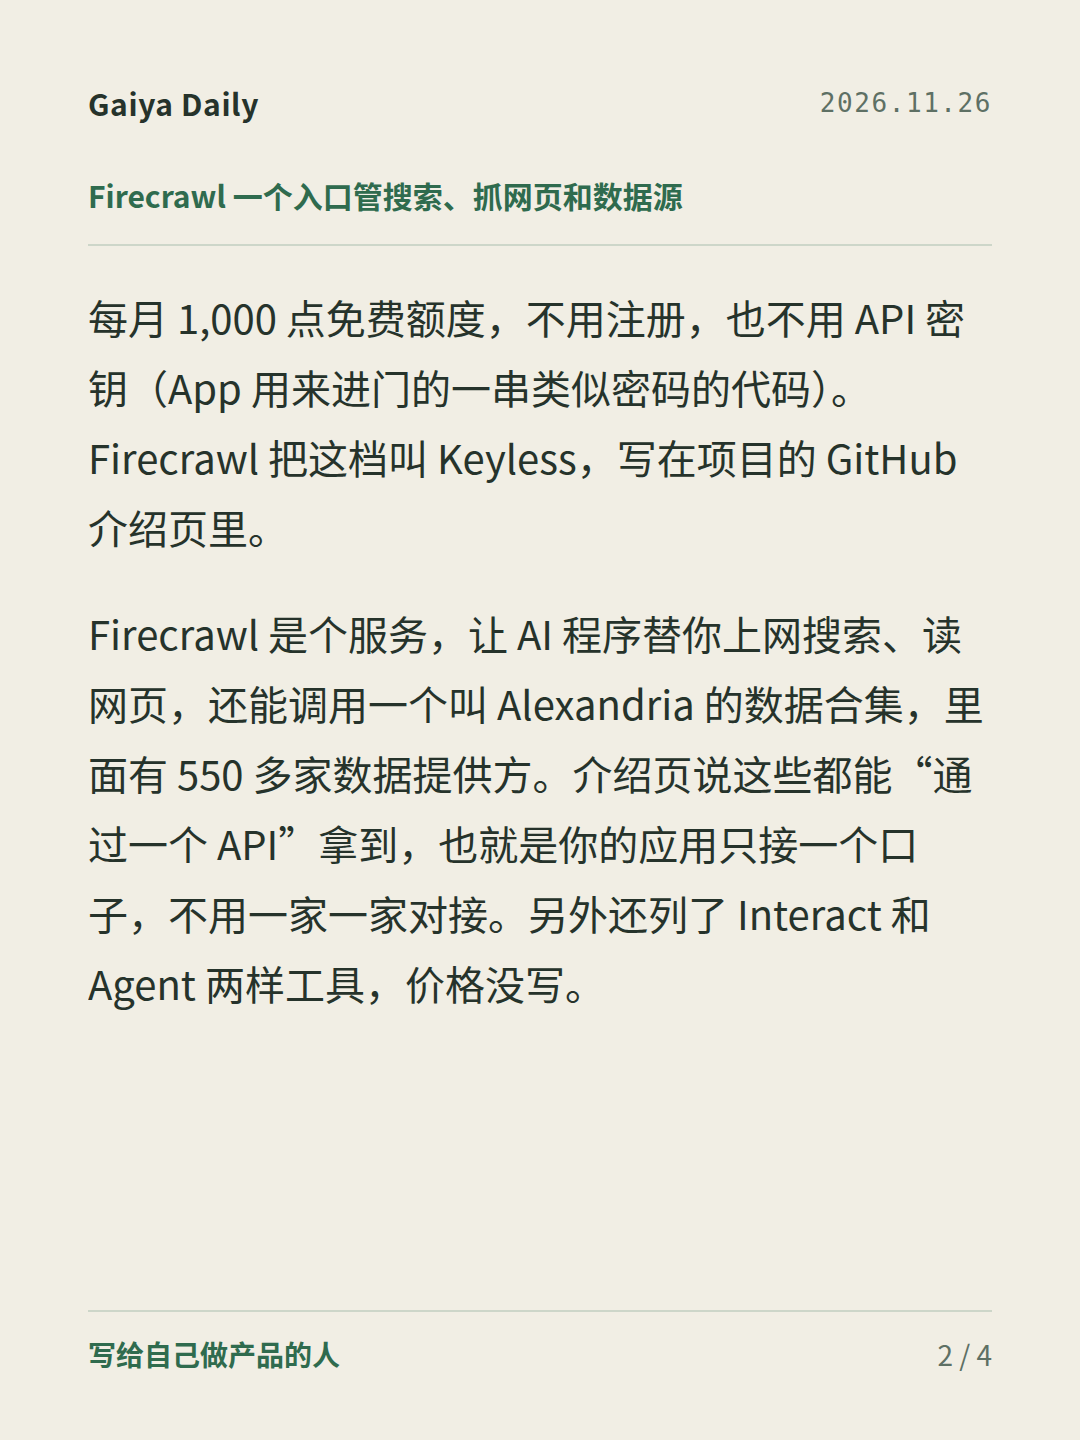 Gaiya Daily
2026.11.26
Firecrawl 一个入口管搜索、抓网页和数据源
每月 1,000 点免费额度，不用注册，也不用 API 密
钥（App 用来进门的一串类似密码的代码）。
Firecrawl 把这档叫 Keyless，写在项目的 GitHub
介绍页里。
Firecrawl 是个服务，让 AI 程序替你上网搜索、读
网页，还能调用一个叫 Alexandria 的数据合集，里
面有 550 多家数据提供方。介绍页说这些都能“通
过一个 API”拿到，也就是你的应用只接一个口
子，不用一家一家对接。另外还列了 Interact 和
Agent 两样工具，价格没写。
写给自己做产品的人
2 / 4